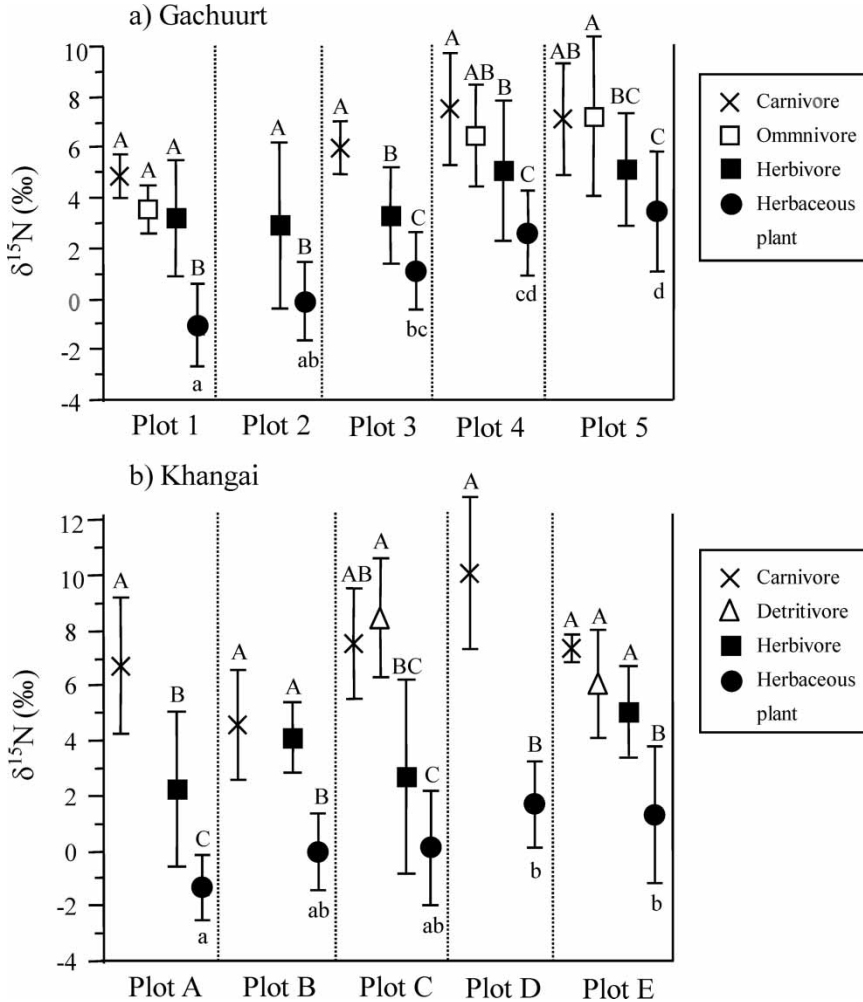 a) Gachuurt
10
8
6
4
2
0
-2
-4
δ¹⁵N (‰)
A A A B a
A B ab
A B C bc
A AB B C cd
AB A BC C d
Plot 1 Plot 2 Plot 3 Plot 4 Plot 5
Carnivore
Ommnivore
Herbivore
Herbaceous
plant
b) Khangai
12
10
8
6
4
2
0
-2
-4
δ¹⁵N (‰)
A B C a
A A B ab
AB A BC C ab
A B b
A A A B b
Plot A Plot B Plot C Plot D Plot E
Carnivore
Detritivore
Herbivore
Herbaceous
plant